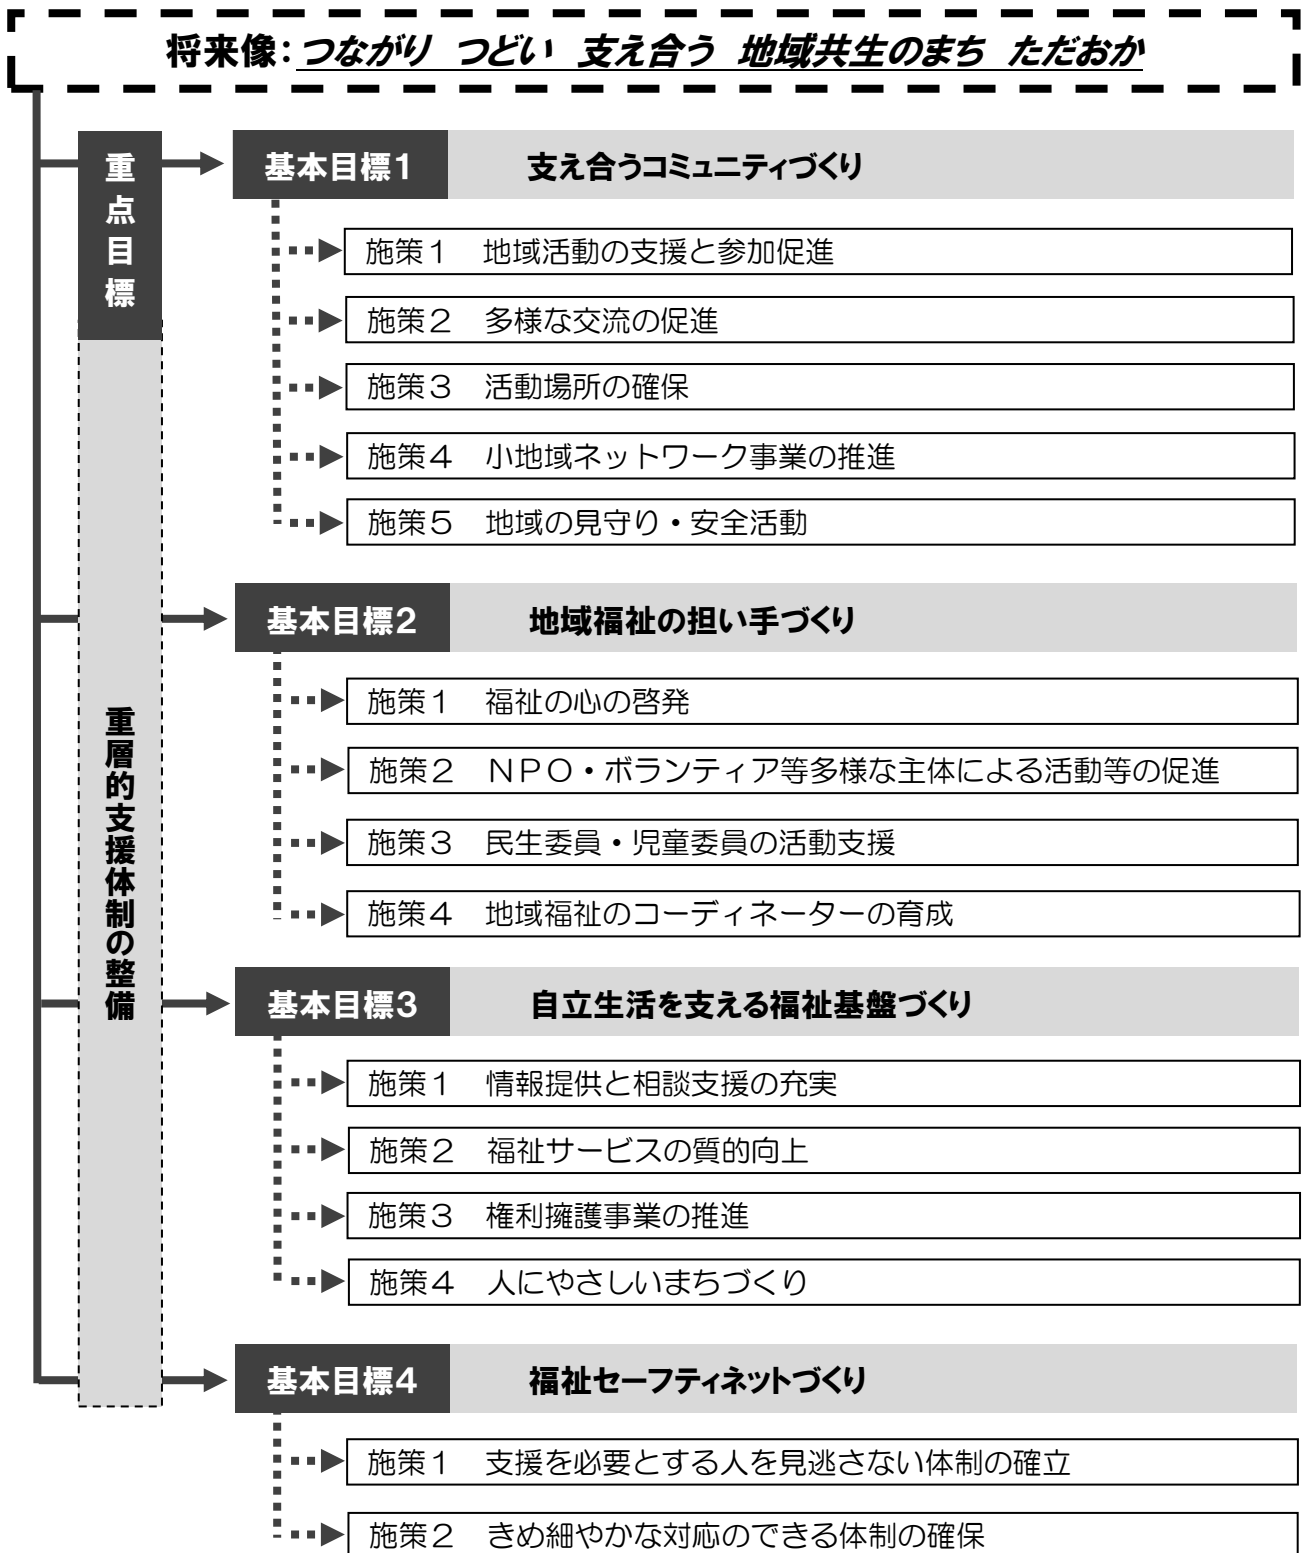 将来像：つながり　つどい　支え合う　地域共生のまち　ただおか
重点目標
重層的支援体制の整備
基本目標１　支え合うコミュニティづくり
施策１　地域活動の支援と参加促進
施策２　多様な交流の促進
施策３　活動場所の確保
施策４　小地域ネットワーク事業の推進
施策５　地域の見守り・安全活動
基本目標２　地域福祉の担い手づくり
施策１　福祉の心の啓発
施策２　ＮＰＯ・ボランティア等多様な主体による活動等の促進
施策３　民生委員・児童委員の活動支援
施策４　地域福祉のコーディネーターの育成
基本目標３　自立生活を支える福祉基盤づくり
施策１　情報提供と相談支援の充実
施策２　福祉サービスの質的向上
施策３　権利擁護事業の推進
施策４　人にやさしいまちづくり
基本目標４　福祉セーフティネットづくり
施策１　支援を必要とする人を見逃さない体制の確立
施策２　きめ細やかな対応のできる体制の確保